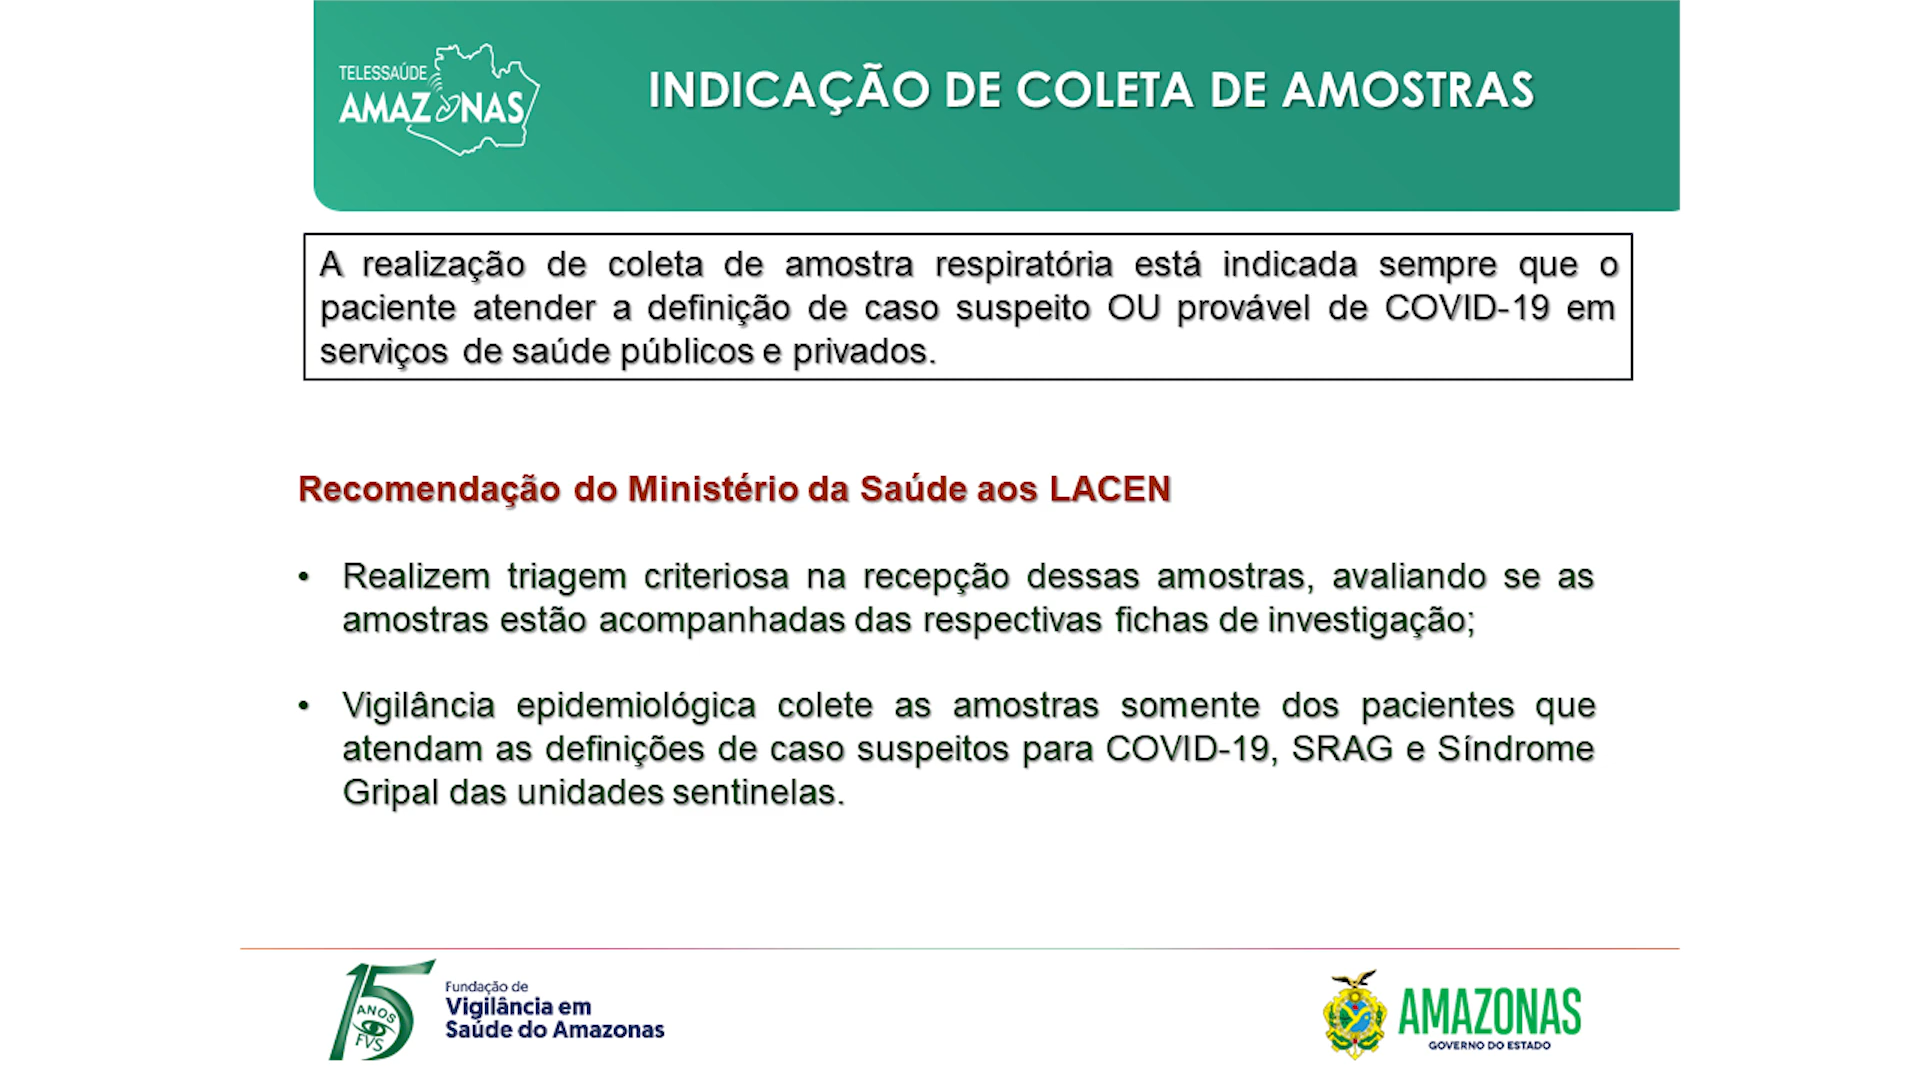 TELESSAÚDE
AMAZONAS
INDICAÇÃO DE COLETA DE AMOSTRAS
A realização de coleta de amostra respiratória está indicada sempre que o
paciente atender a definição de caso suspeito OU provável de COVID-19 em
serviços de saúde públicos e privados.
Recomendação do Ministério da Saúde aos LACEN
• Realizem triagem criteriosa na recepção dessas amostras, avaliando se as
amostras estão acompanhadas das respectivas fichas de investigação;
• Vigilância epidemiológica colete as amostras somente dos pacientes que
atendam as definições de caso suspeitos para COVID-19, SRAG e Síndrome
Gripal das unidades sentinelas.
15
ANOS
FVS
Fundação de
Vigilância em
Saúde do Amazonas
AMAZONAS
GOVERNO DO ESTADO